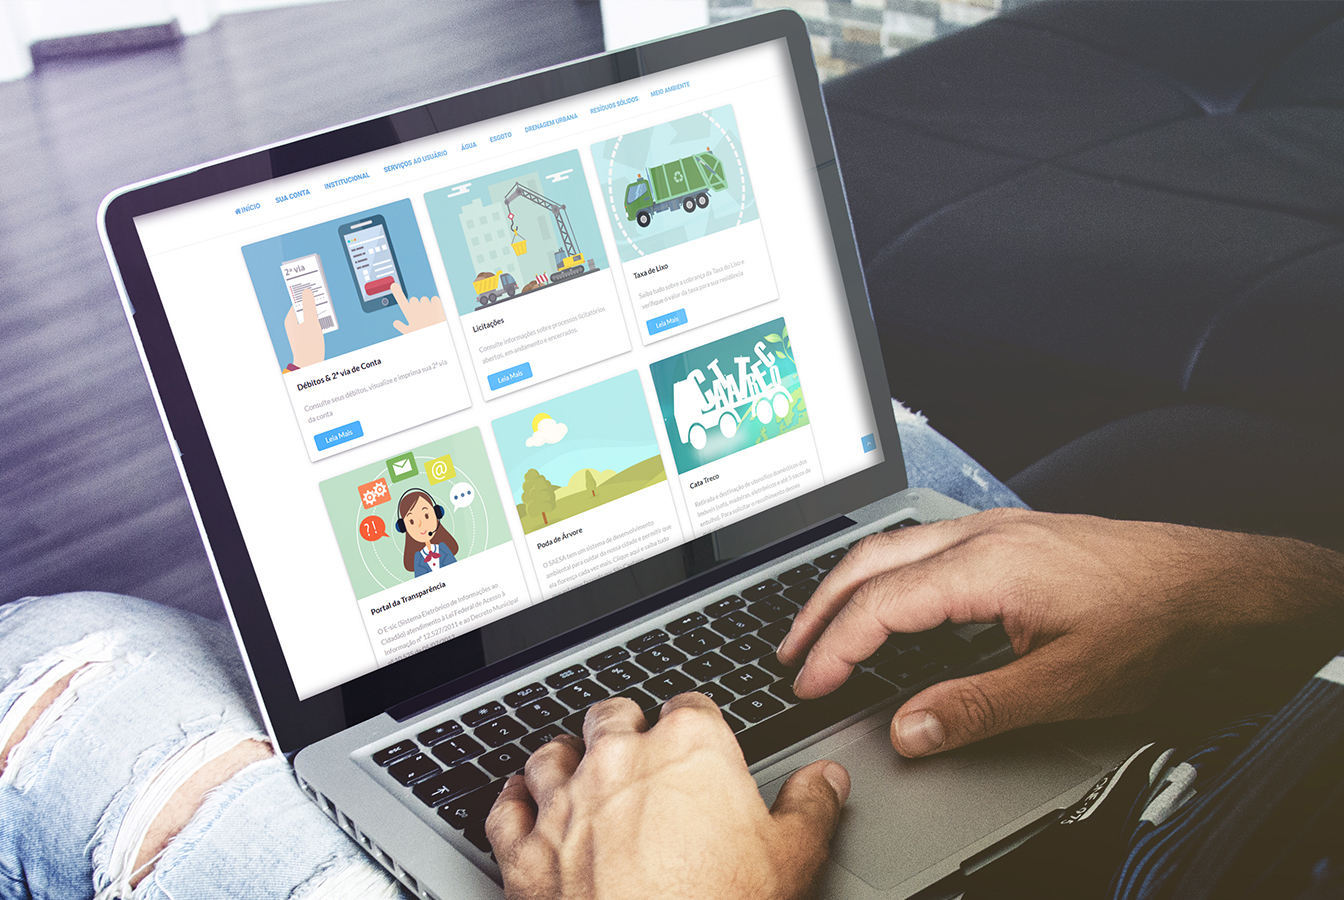 INÍCIO SUA CONTA INSTITUCIONAL SERVIÇOS AO USUÁRIO ÁGUA ESGOTO DRENAGEM URBANA RESÍDUOS SÓLIDOS MEIO AMBIENTE
2ª via
Débitos & 2ª via de Conta
Consulte seus débitos, visualize e imprima sua 2ª via
da conta
Leia Mais
Licitações
Consulte informações sobre processos licitatórios
abertos, em andamento e encerrados.
Leia Mais
Taxa de Lixo
Saiba tudo sobre a cobrança da Taxa do Lixo e
verifique o valor da taxa para sua residência
Leia Mais
?!
@
Portal da Transparência
O E-sic (Sistema Eletrônico de Informações ao
Cidadão) atendimento à Lei Federal de Acesso à
Informação nº 12.527/2011 e ao Decreto Municipal
Poda de Árvore
O SAESA tem um sistema de desenvolvimento
ambiental para cuidar da nossa cidade e permitir que
ela floresça cada vez mais. Clique aqui e saiba tudo
CATA TRECO
Cata Treco
Retirada e destinação de utensílios domésticos dos
imóveis (sofá, madeiras, eletrônicos e até 5 sacos de
entulho). Para solicitar o recolhimento desses